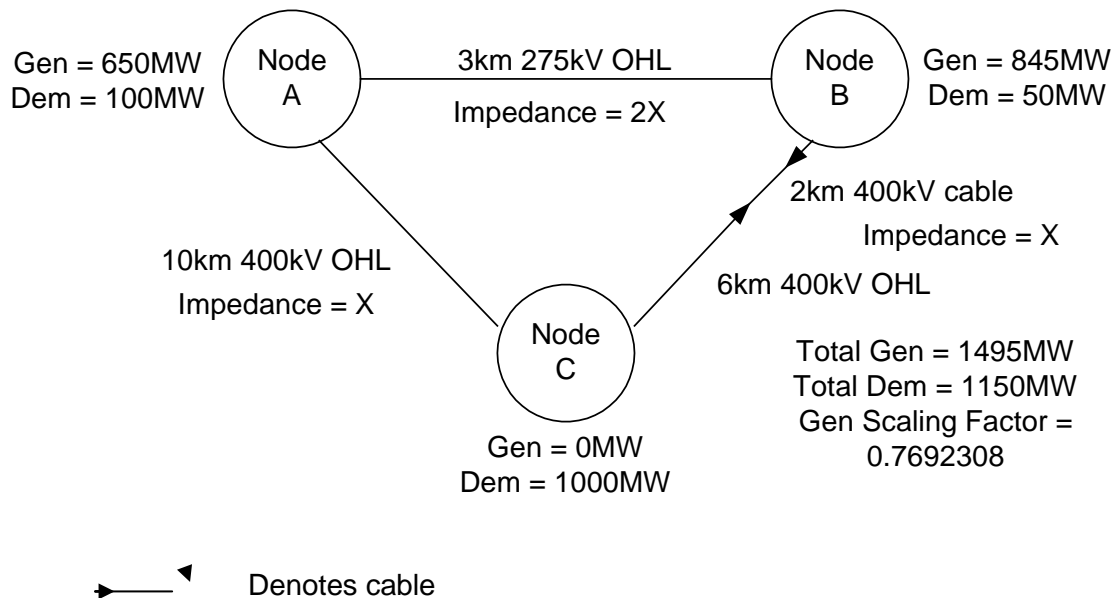 Gen = 650MW
Dem = 100MW
Node
A
3km 275kV OHL
Impedance = 2X
Node
B
Gen = 845MW
Dem = 50MW
2km 400kV cable
Impedance = X
10km 400kV OHL
Impedance = X
6km 400kV OHL
Node
C
Gen = 0MW
Dem = 1000MW
Total Gen = 1495MW
Total Dem = 1150MW
Gen Scaling Factor =
0.7692308
Denotes cable